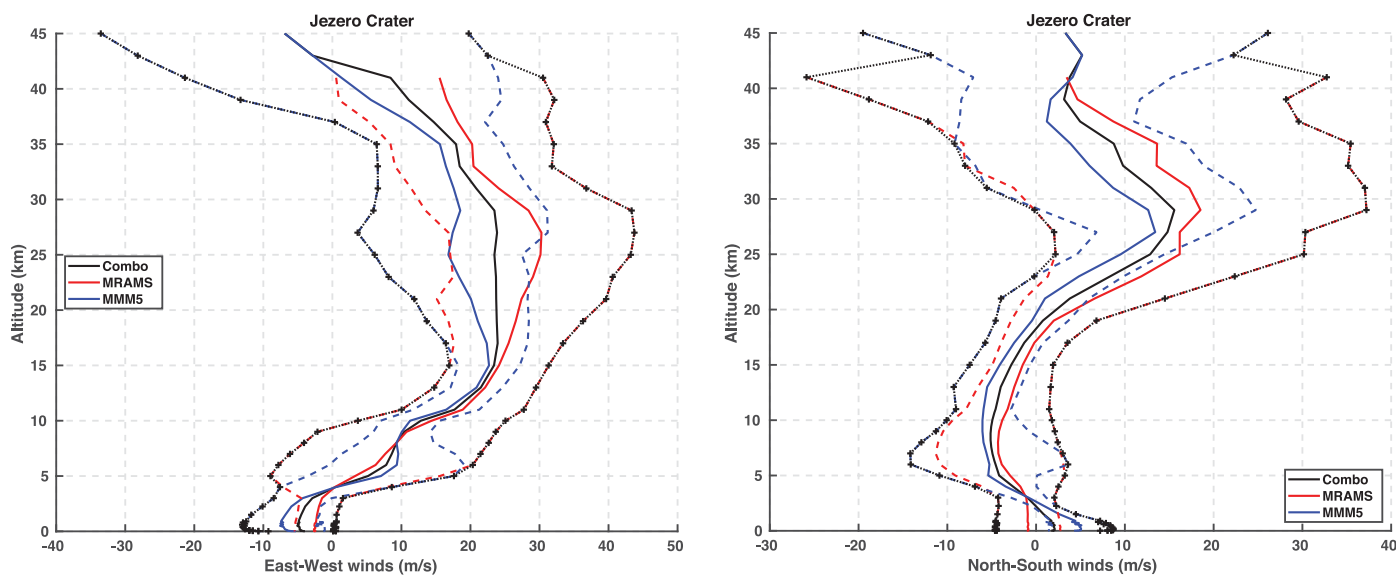 Jezero Crater
45
40
35
30
25
20
15
10
5
0
Altitude (km)
Combo
MRAMS
MMM5
-40 -30 -20 -10 0 10 20 30 40 50
East-West winds (m/s)
Jezero Crater
45
40
35
30
25
20
15
10
5
0
Altitude (km)
Combo
MRAMS
MMM5
-30 -20 -10 0 10 20 30 40
North-South winds (m/s)